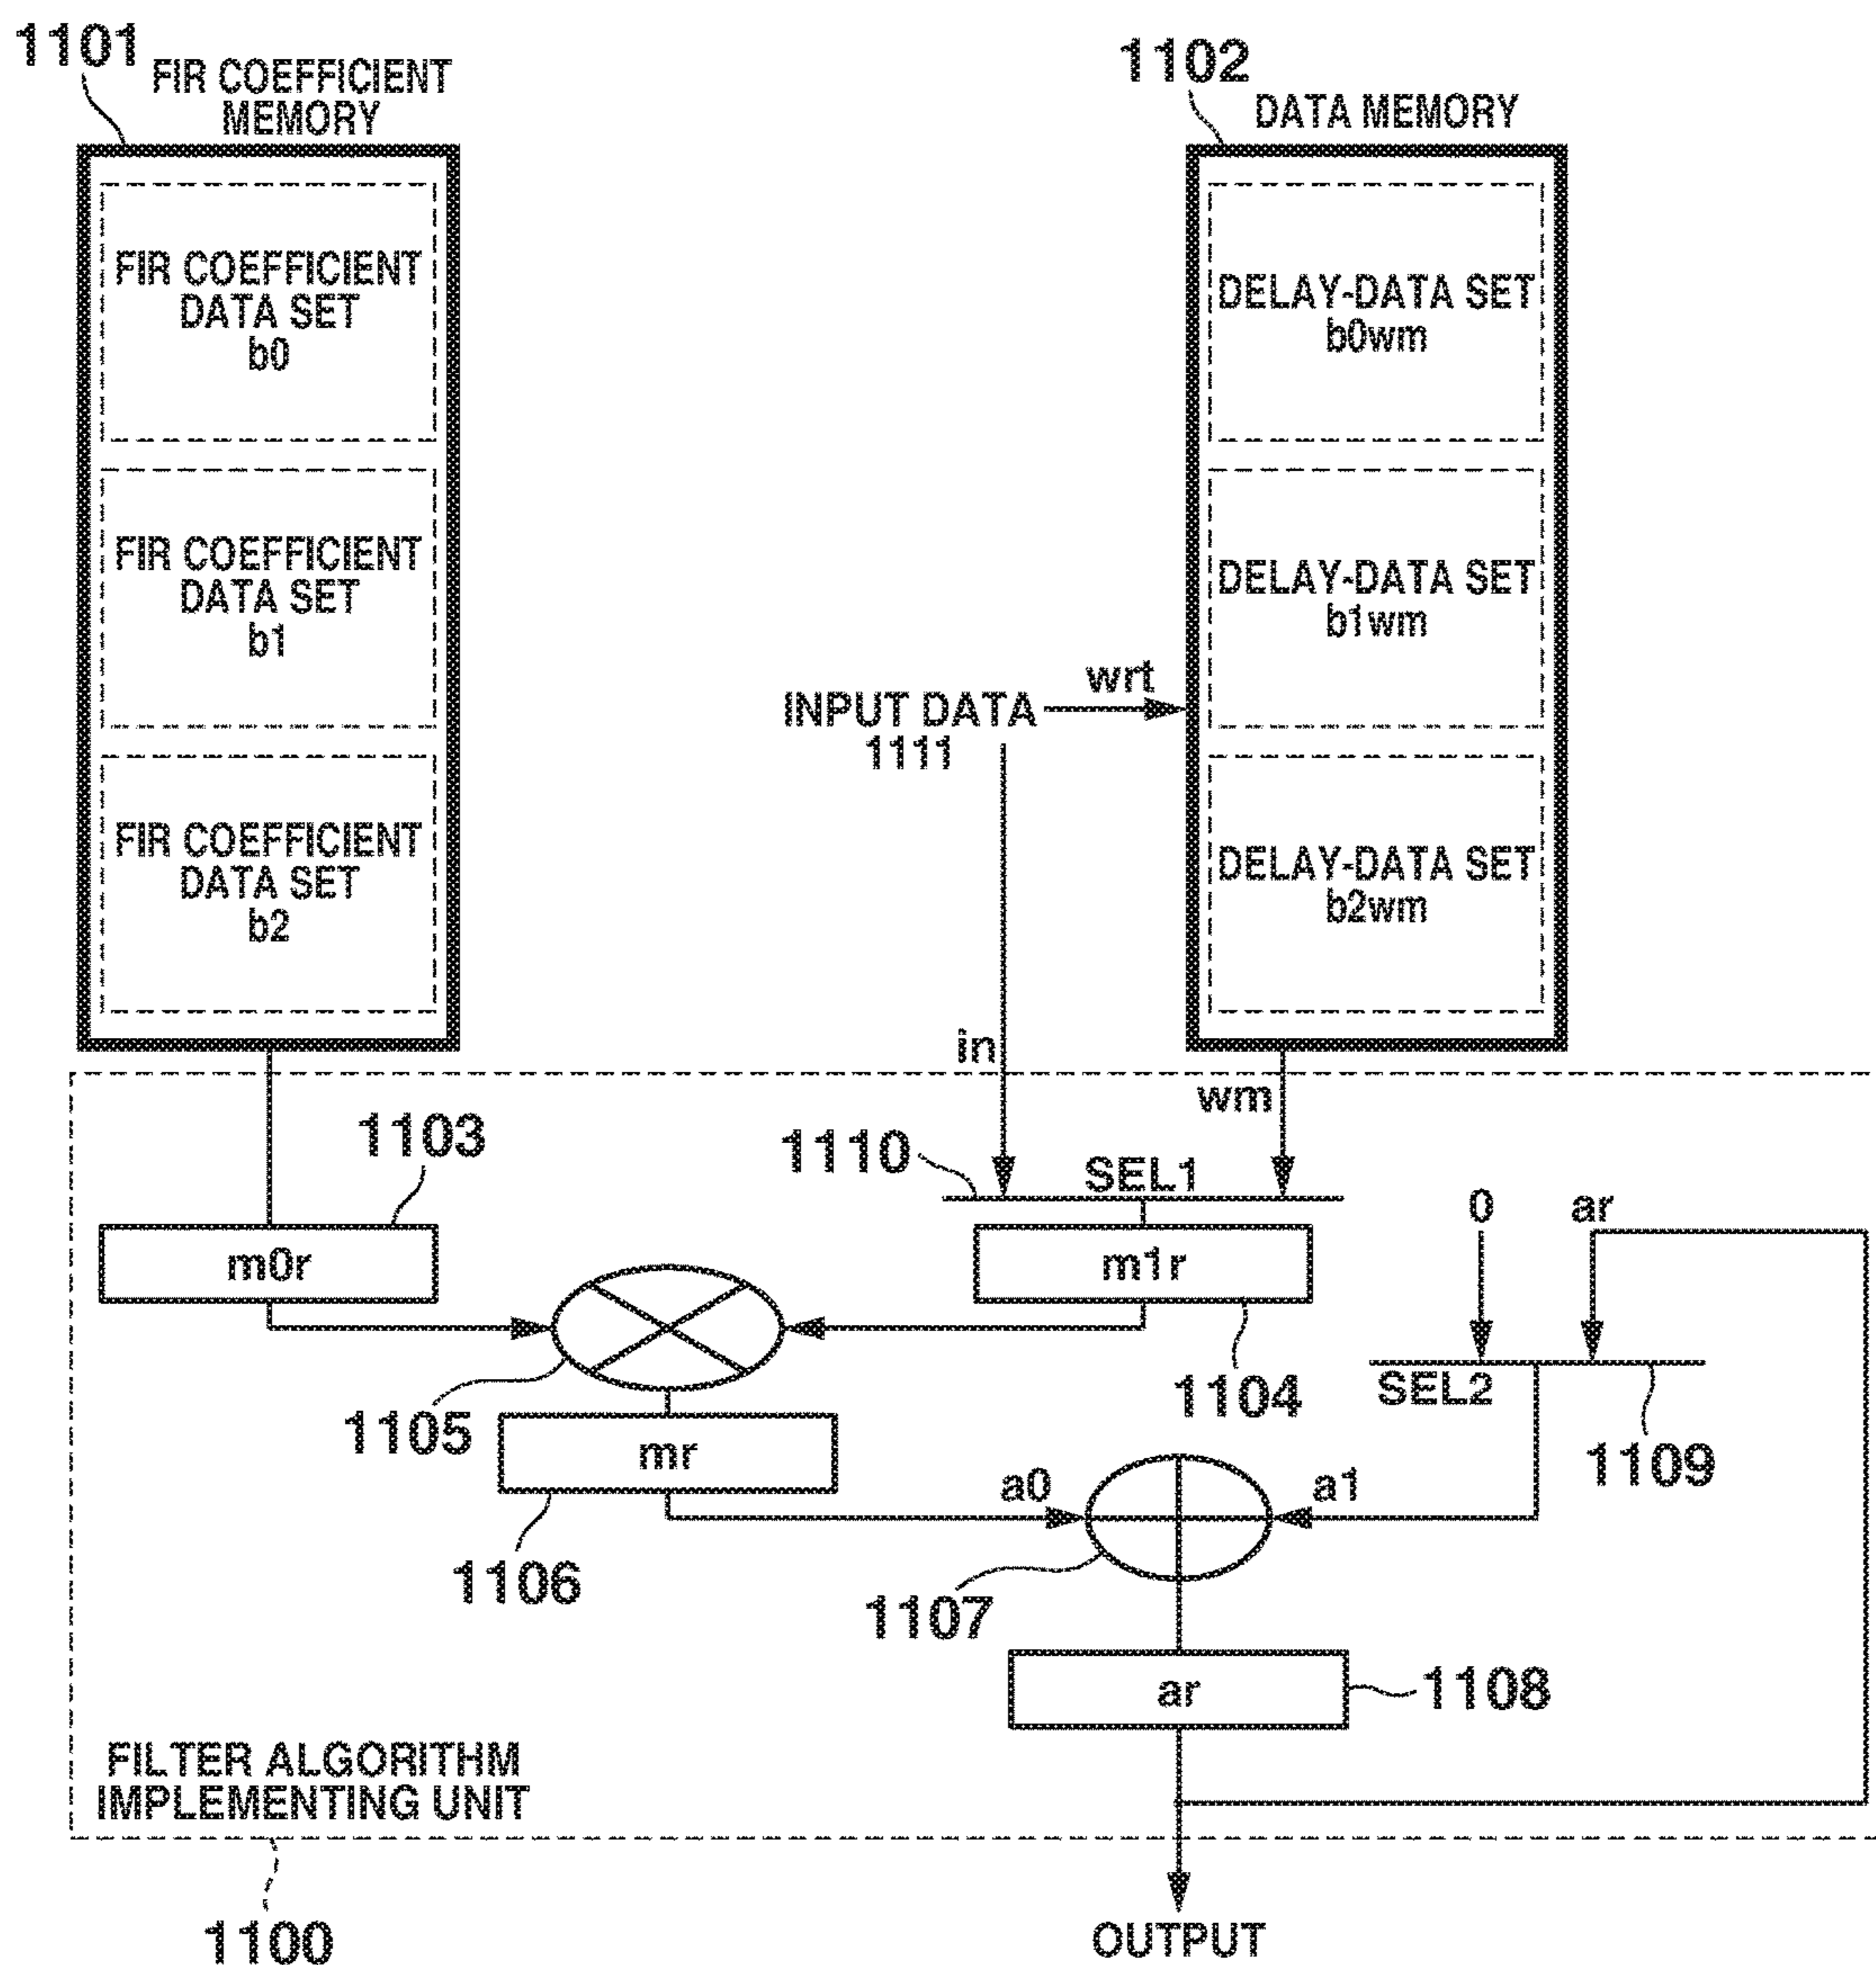 1101
FIR COEFFICIENT
MEMORY
FIR COEFFICIENT
DATA SET
b0
FIR COEFFICIENT
DATA SET
b1
FIR COEFFICIENT
DATA SET
b2
1102
DATA MEMORY
DELAY-DATA SET
b0wm
DELAY-DATA SET
b1wm
DELAY-DATA SET
b2wm
INPUT DATA
1111
wrt
in
wm
1103
1110
SEL1
0
ar
m0r
m1r
1104
SEL2
1109
1105
mr
a0
a1
1106
1107
ar
1108
FILTER ALGORITHM
IMPLEMENTING UNIT
1100
OUTPUT